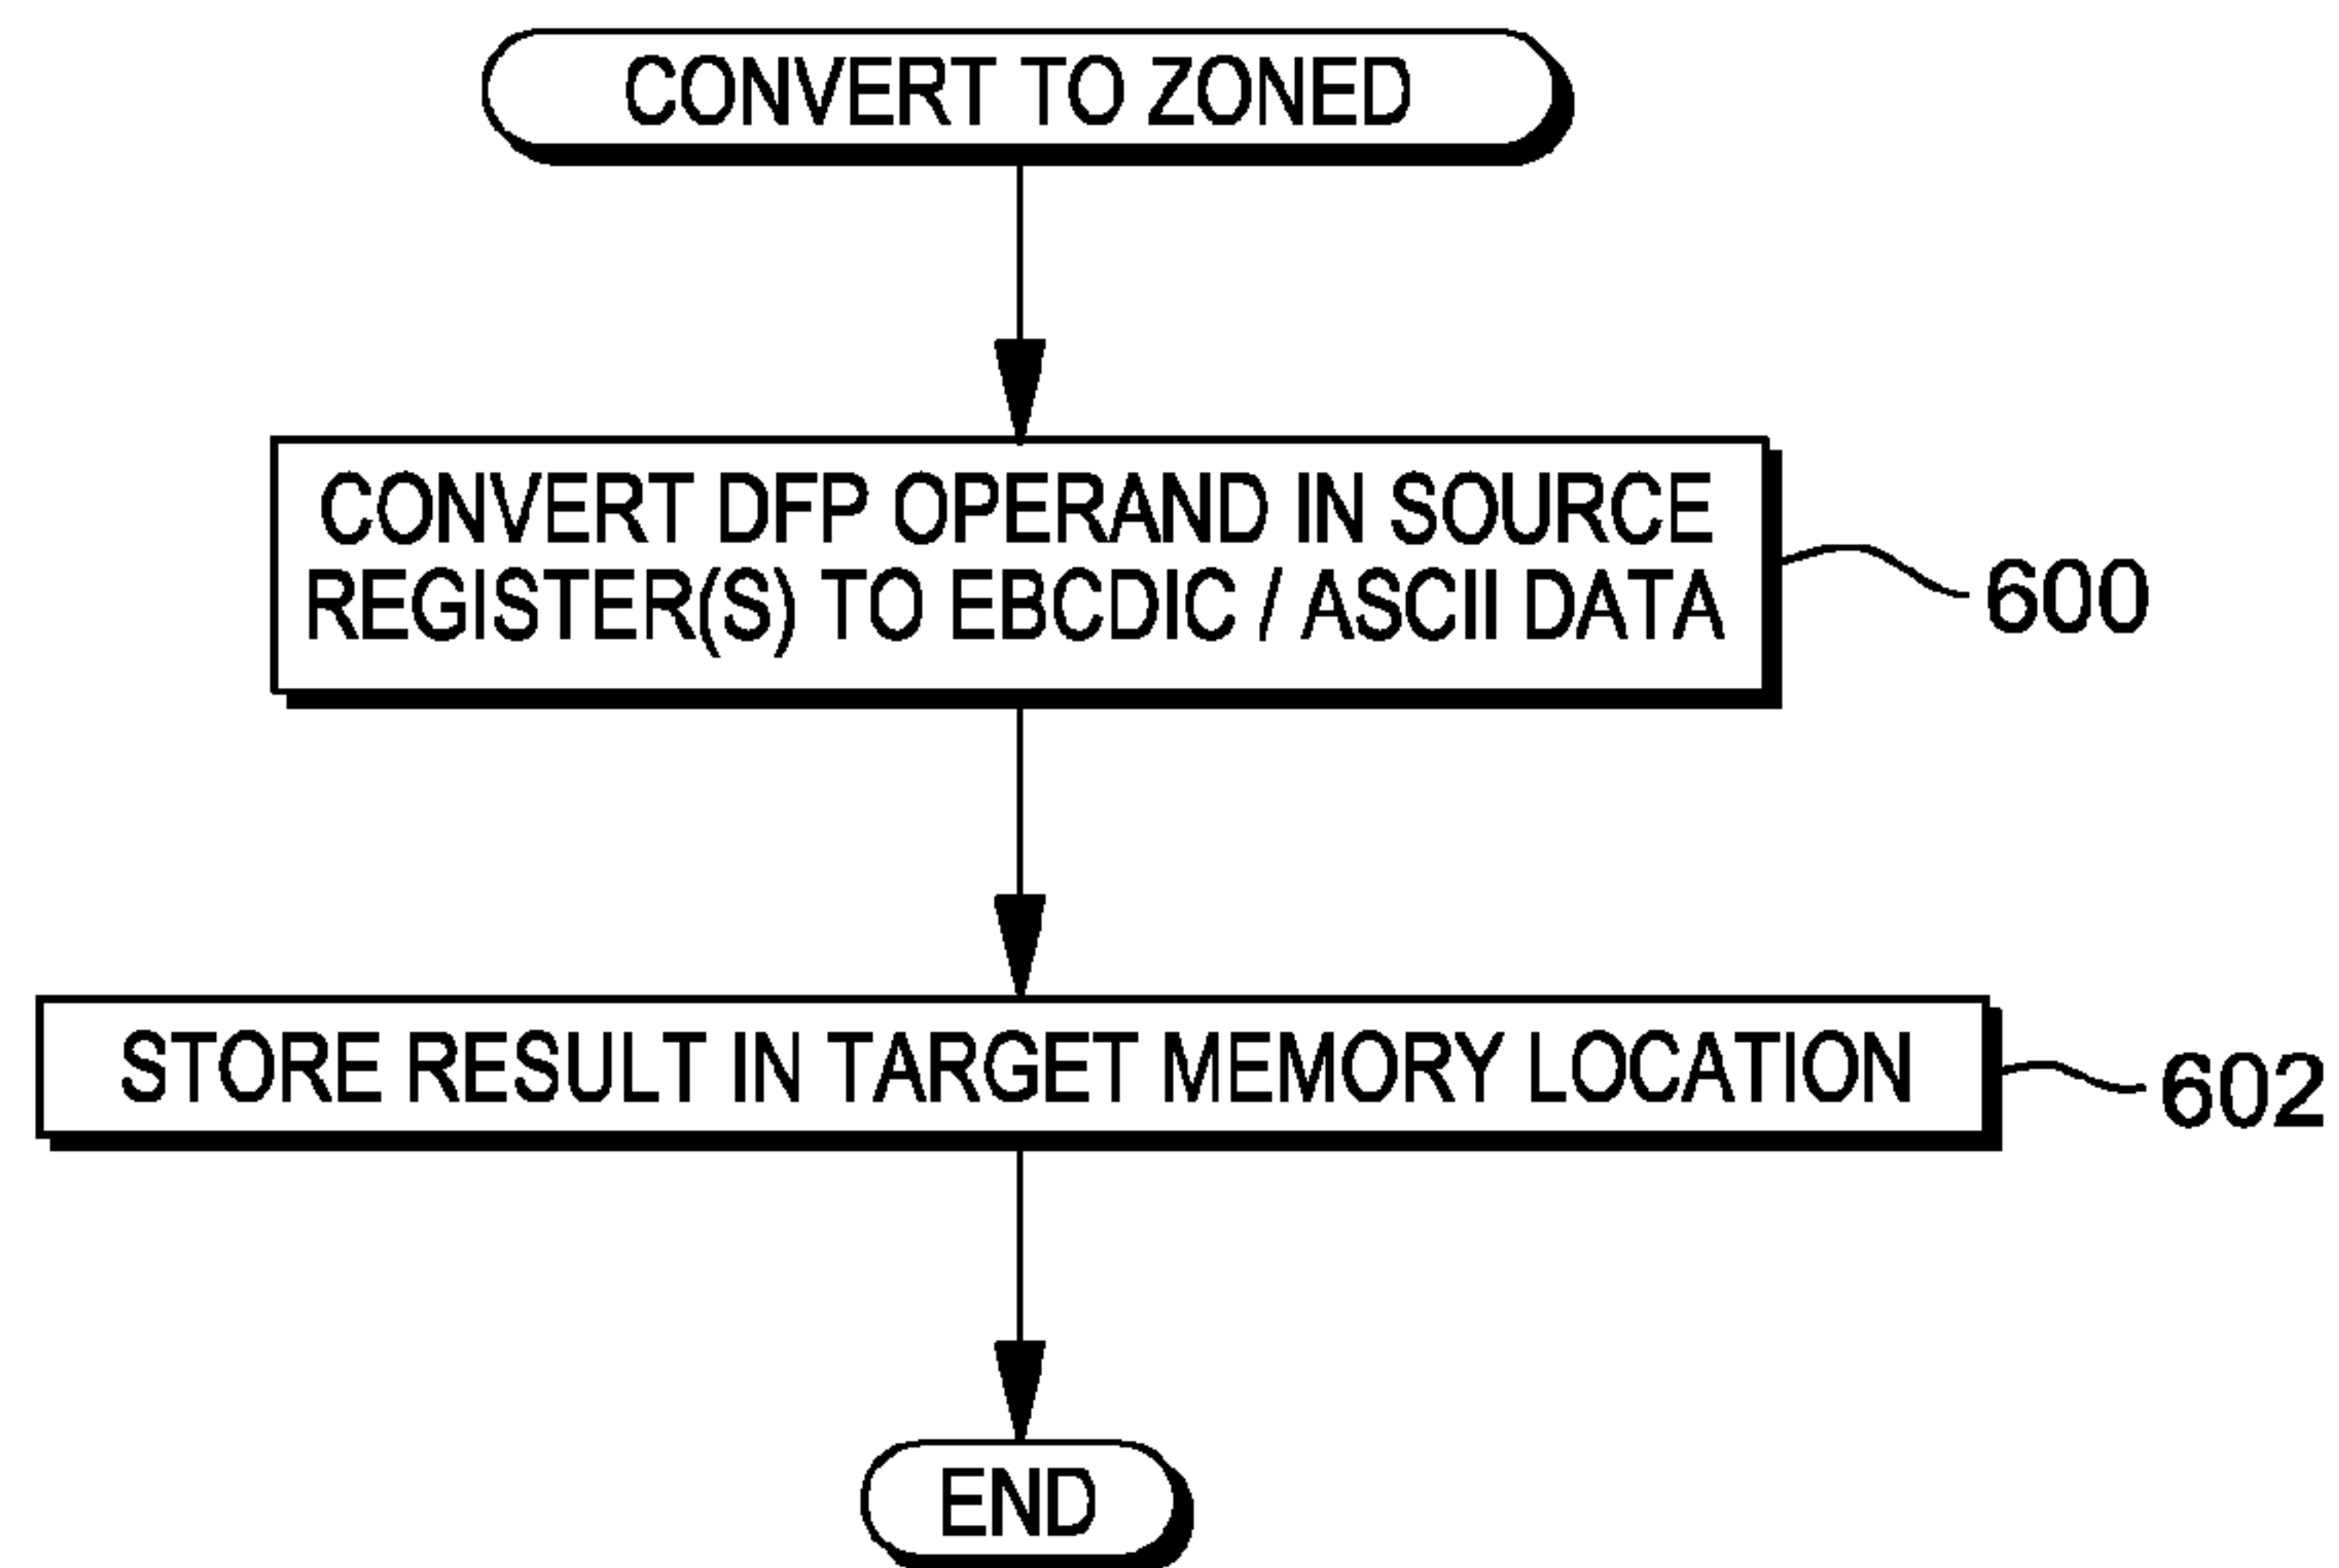 CONVERT TO ZONED
CONVERT DFP OPERAND IN SOURCE
REGISTER(S) TO EBCDIC / ASCII DATA
600
STORE RESULT IN TARGET MEMORY LOCATION
602
END